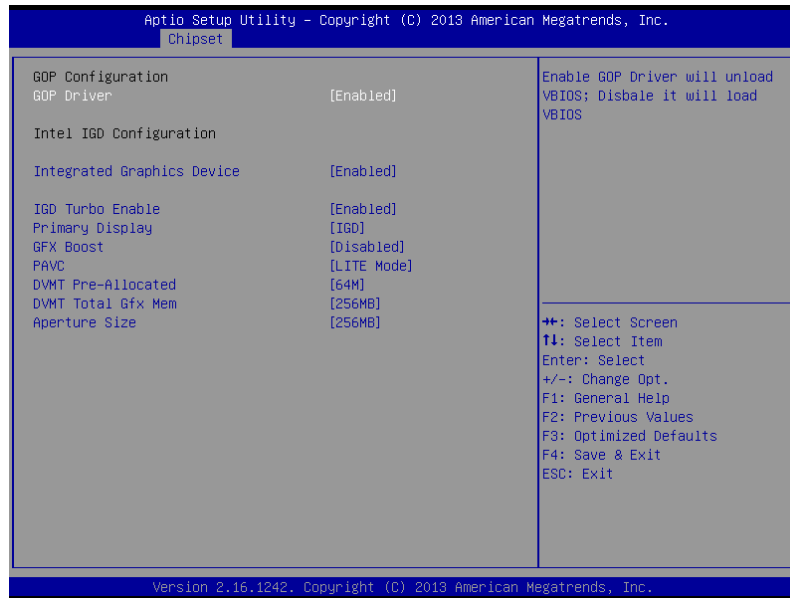 Aptio Setup Utility – Copyright (C) 2013 American Megatrends, Inc.
Chipset
GOP Configuration
GOP Driver [Enabled]
Intel IGD Configuration
Integrated Graphics Device [Enabled]
IGD Turbo Enable [Enabled]
Primary Display [IGD]
GFX Boost [Disabled]
PAVC [LITE Mode]
DVMT Pre-Allocated [64M]
DVMT Total Gfx Mem [256MB]
Aperture Size [256MB]
Enable GOP Driver will unload
VBIOS; Disbale it will load
VBIOS
→←: Select Screen
↑↓: Select Item
Enter: Select
+/-: Change Opt.
F1: General Help
F2: Previous Values
F3: Optimized Defaults
F4: Save & Exit
ESC: Exit
Version 2.16.1242. Copyright (C) 2013 American Megatrends, Inc.